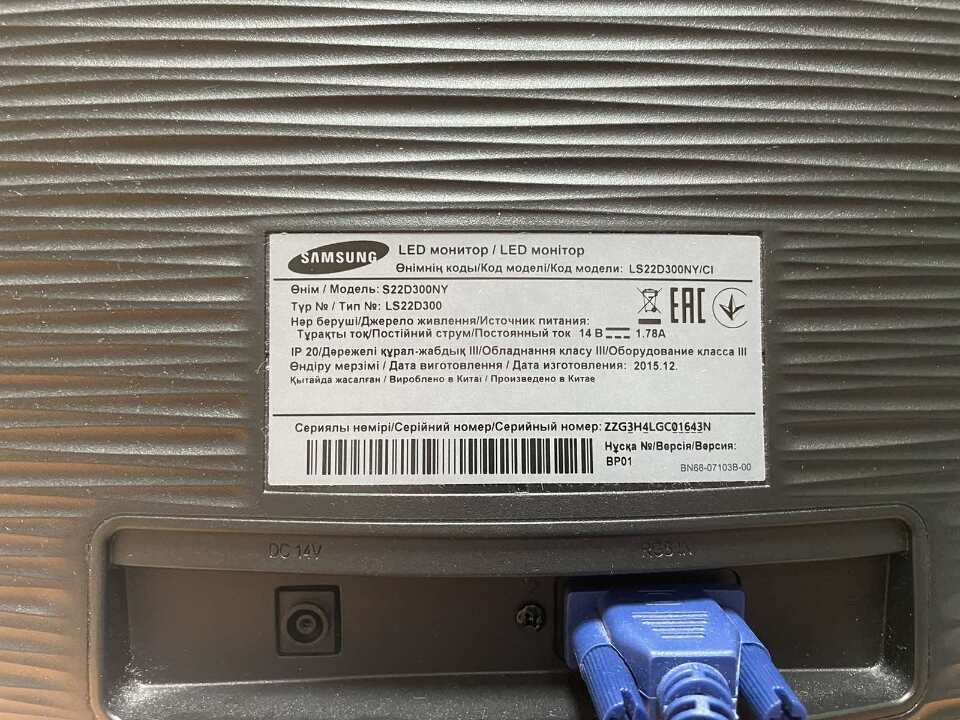 SAMSUNG
LED монитор / LED монітор
Өнімнің коды/Код моделі/Код модели: LS22D300NY/CI
Өнім / Модель: S22D300NY
Түр № / Тип №: LS22D300
Нәр беруші/Джерело живлення/Источник питания:
Тұрақты ток/Постійний струм/Постоянный ток 14 В 1.78A
EAC
IP 20/Дәрежелі құрал-жабдық III/Обладнання класу III/Оборудование класса III
Өндіру мерзімі / Дата виготовлення / Дата изготовления: 2015.12.
Қытайда жасалған / Вироблено в Китаї / Произведено в Китае
Сериялы нөмірі/Серійний номер/Серийный номер: ZZG3H4LGC01643N
Нұсқа №/Версія/Версия:
BP01
BN68-07103B-00
DC 14V
RGB IN